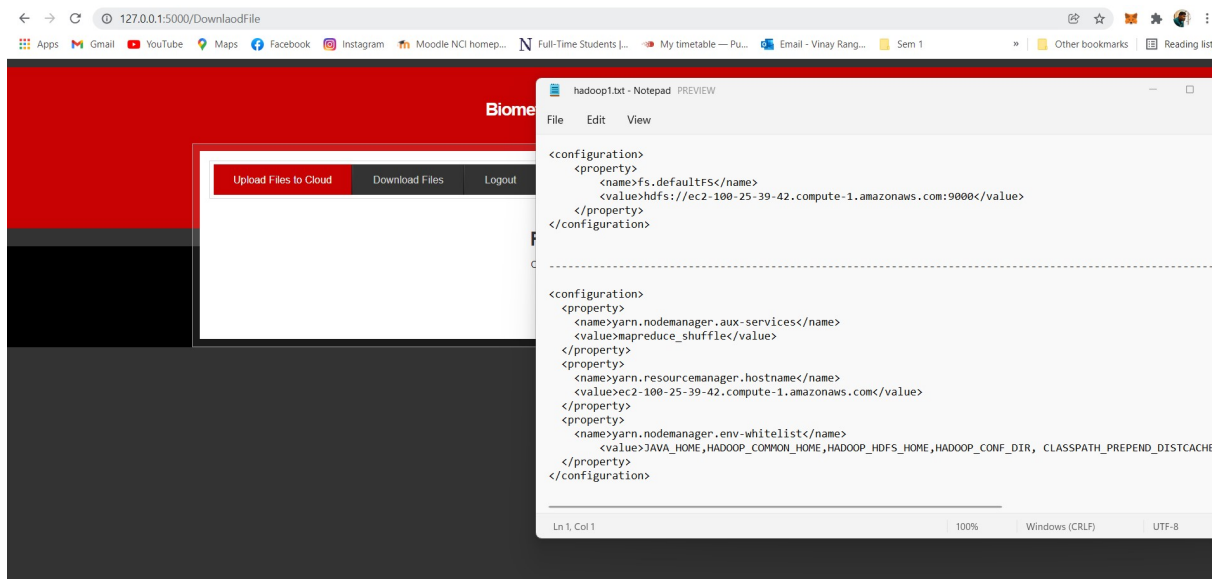 127.0.0.1:5000/DownlaodFile
Apps Gmail YouTube Maps Facebook Instagram Moodle NCI homep... Full-Time Students |... My timetable — Pu... Email - Vinay Rang... Sem 1 » Other bookmarks Reading list
Biome
Upload Files to Cloud Download Files Logout
hadoop1.txt - Notepad PREVIEW
File Edit View
<configuration>
<property>
<name>fs.defaultFS</name>
<value>hdfs://ec2-100-25-39-42.compute-1.amazonaws.com:9000</value>
</property>
</configuration>
--------------------------------------------------------------------------------------
<configuration>
<property>
<name>yarn.nodemanager.aux-services</name>
<value>mapreduce_shuffle</value>
</property>
<property>
<name>yarn.resourcemanager.hostname</name>
<value>ec2-100-25-39-42.compute-1.amazonaws.com</value>
</property>
<property>
<name>yarn.nodemanager.env-whitelist</name>
<value>JAVA_HOME,HADOOP_COMMON_HOME,HADOOP_HDFS_HOME,HADOOP_CONF_DIR, CLASSPATH_PREPEND_DISTCACHE
</property>
</configuration>
Ln 1, Col 1 100% Windows (CRLF) UTF-8